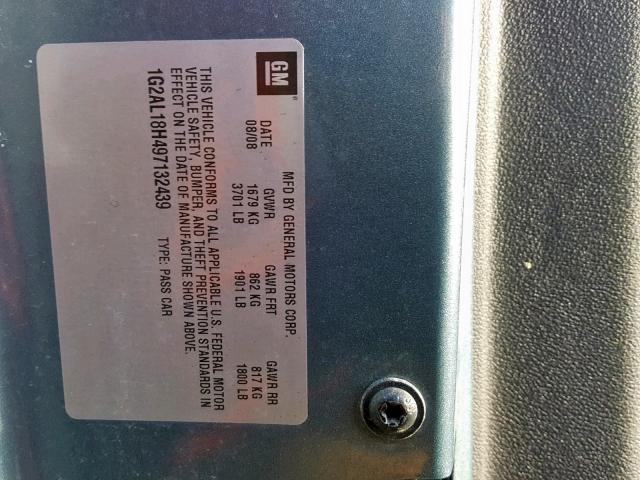 GM
MFD BY GENERAL MOTORS CORP.
DATE GVWR GAWR FRT GAWR RR
08/08 1679 KG 862 KG 817 KG
3701 LB 1901 LB 1800 LB
THIS VEHICLE CONFORMS TO ALL APPLICABLE U.S. FEDERAL MOTOR
VEHICLE SAFETY, BUMPER, AND THEFT PREVENTION STANDARDS IN
EFFECT ON THE DATE OF MANUFACTURE SHOWN ABOVE.
1G2AL18H497132439 TYPE: PASS CAR